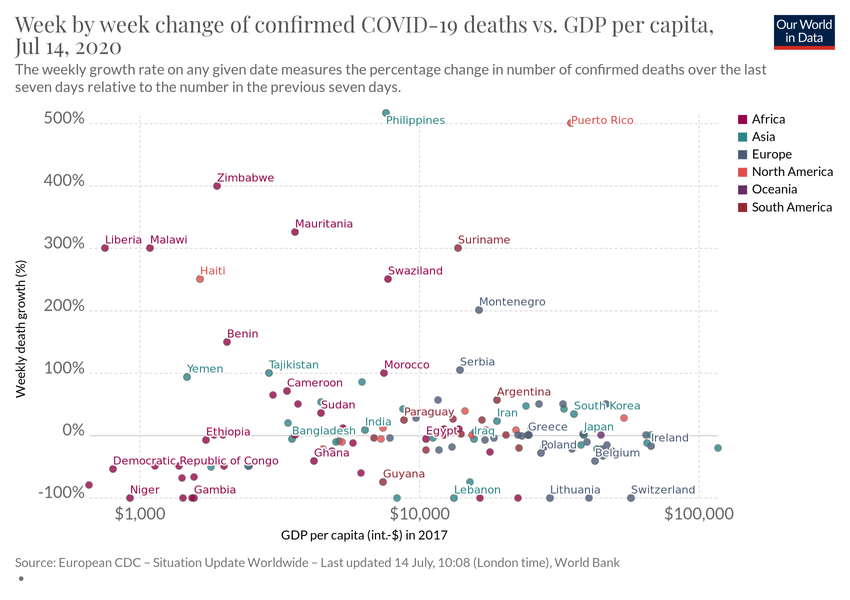 Week by week change of confirmed COVID-19 deaths vs. GDP per capita,
Jul 14, 2020
Our World
in Data
The weekly growth rate on any given date measures the percentage change in number of confirmed deaths over the last
seven days relative to the number in the previous seven days.
500%
Philippines
Puerto Rico
Africa
Asia
Europe
North America
Oceania
South America
400%
Zimbabwe
Mauritania
300%
Liberia
Malawi
Suriname
Haiti
Swaziland
200%
Montenegro
Benin
100%
Yemen
Tajikistan
Morocco
Serbia
Cameroon
Sudan
Argentina
South Korea
Paraguay
Iran
0%
Ethiopia
Bangladesh
India
Egypt
Iraq
Greece
Japan
Ireland
Ghana
Poland
Belgium
Democratic Republic of Congo
Guyana
-100%
Niger
Gambia
Lebanon
Lithuania
Switzerland
$1,000
$10,000
$100,000
Weekly death growth (%)
GDP per capita (int.-$) in 2017
Source: European CDC – Situation Update Worldwide – Last updated 14 July, 10:08 (London time), World Bank